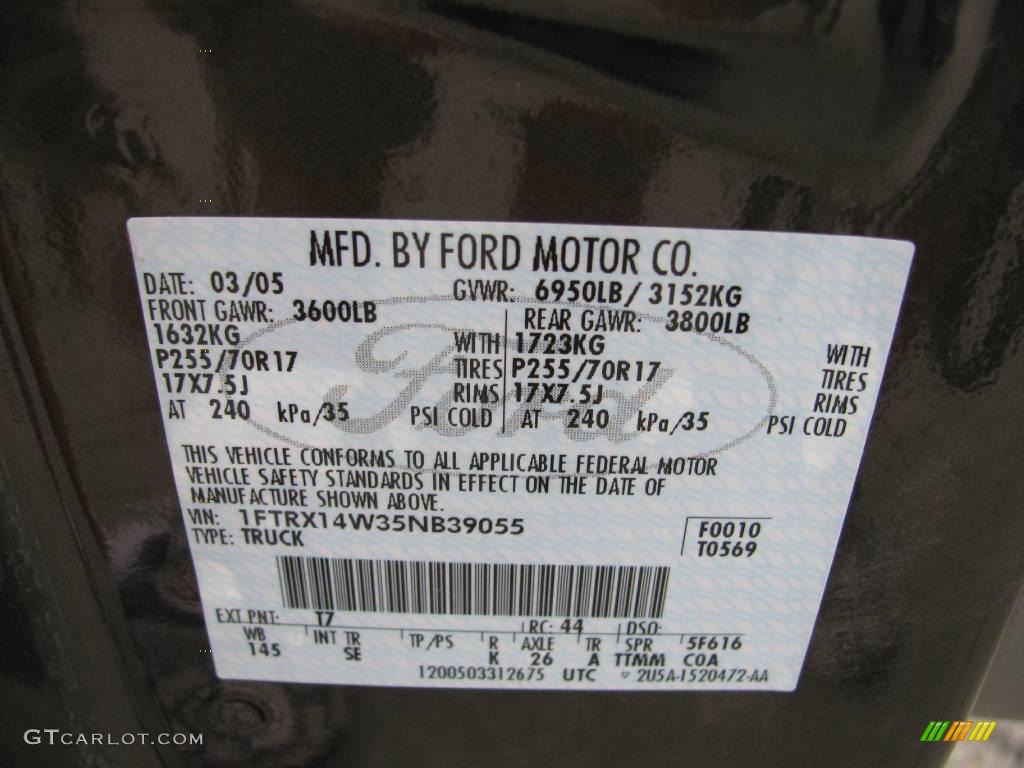 MFD. BY FORD MOTOR CO.
DATE: 03/05 GVWR: 6950LB/ 3152KG
FRONT GAWR: 3600LB REAR GAWR: 3800LB
1632KG WITH 1723KG WITH
P255/70R17 TIRES P255/70R17 TIRES
17X7.5J RIMS 17X7.5J RIMS
AT 240 kPa/35 PSI COLD AT 240 kPa/35 PSI COLD
Ford
THIS VEHICLE CONFORMS TO ALL APPLICABLE FEDERAL MOTOR
VEHICLE SAFETY STANDARDS IN EFFECT ON THE DATE OF
MANUFACTURE SHOWN ABOVE.
VIN: 1FTRX14W35NB39055 F0010
TYPE: TRUCK T0569
EXT PNT: T7 RC: 44 DSO:
WB INT TR TP/PS R AXLE TR SPR 5F616
145 SE K 26 A TTMM COA
1200503312675 UTC 2U5A-1520472-AA
GTCARLOT.COM